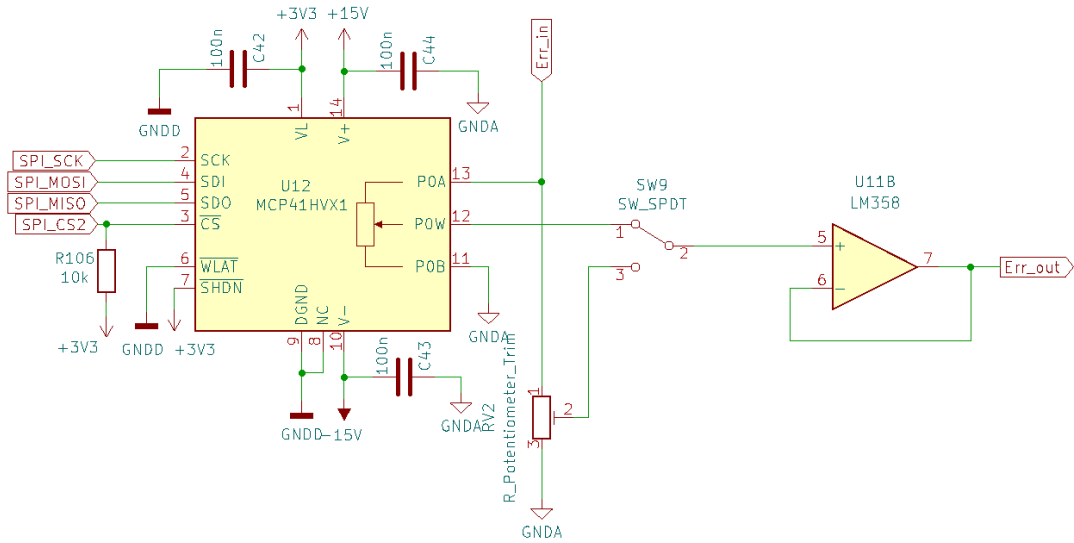 +3V3
+15V
100n
C42
100n
C44
Err_in
GNDD
GNDA
1
14
VL
V+
SPI_SCK
2
SCK
SPI_MOSI
4
SDI
SPI_MISO
5
SDO
SPI_CS2
3
CS
U12
MCP41HVX1
P0A
13
P0W
12
P0B
11
SW9
SW_SPDT
1
2
3
U11B
LM358
5
+
6
-
7
Err_out
R106
10k
6
WLAT
7
SHDN
+3V3
GNDD
+3V3
DGND
NC
V-
9
8
10
GNDA
100n
C43
GNDD
-15V
GNDA
RV2
R_Potentiometer_Trim
1
2
3
GNDA